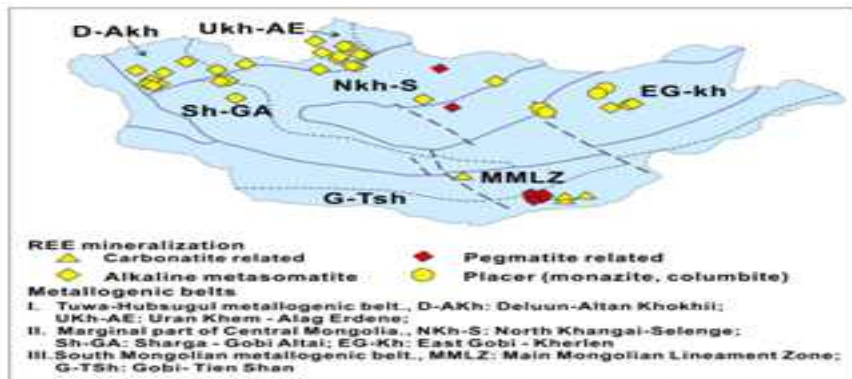 D-Akh
Ukh-AE
Nkh-S
EG-kh
Sh-GA
MMLZ
G-Tsh
REE mineralization
Carbonatite related
Pegmatite related
Alkaline metasomatite
Placer (monazite, columbite)
Metallogenic belts
I. Tuwa-Hubsugul metallogenic belt., D-AKh: Deluun-Altan Khokhii;
UKh-AE: Uran Khem - Alag Erdene;
II. Marginal part of Central Mongolia., NKh-S: North Khangai-Selenge;
Sh-GA: Sharga - Gobi Altai; EG-Kh: East Gobi - Kherlen
III.South Mongolian metallogenic belt., MMLZ: Main Mongolian Lineament Zone;
G-TSh: Gobi- Tien Shan